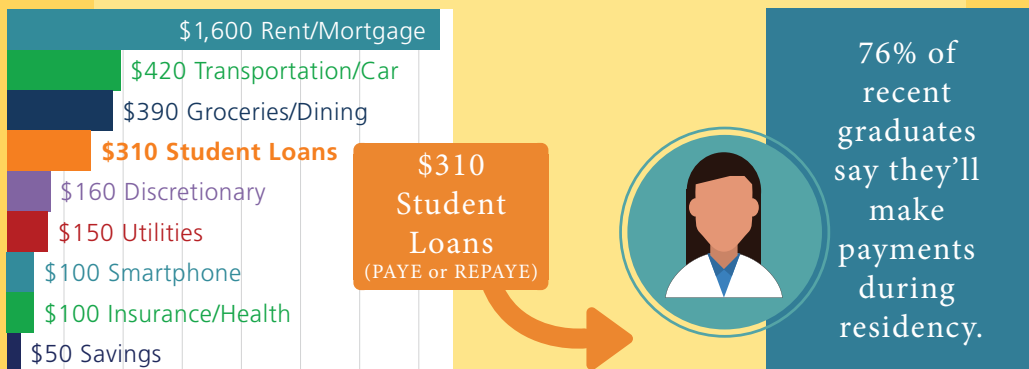 $1,600 Rent/Mortgage
$420 Transportation/Car
$390 Groceries/Dining
$310 Student Loans
$160 Discretionary
$150 Utilities
$100 Smartphone
$100 Insurance/Health
$50 Savings
$310
Student
Loans
(PAYE or REPAYE)
76% of
recent
graduates
say they’ll
make
payments
during
residency.